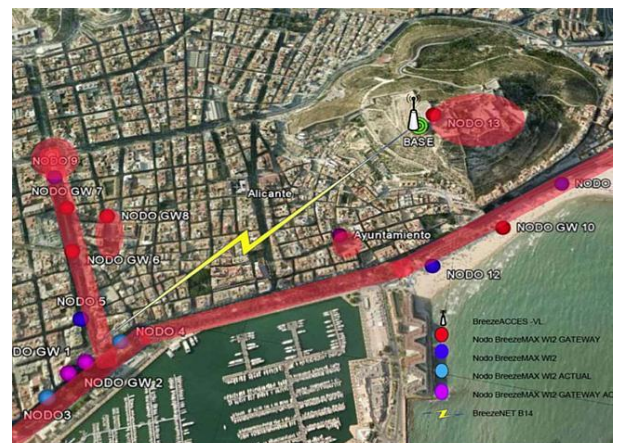 NODO 13
BASE
NODO 9
NODO GW 7
NODO
Alicante
NODO GW8
Ayuntamiento
NODO GW 10
NODO GW 6
NODO 12
NODO 5
NODO 4
DO GW 1
NODO GW 2
NODO3
BreezeACCES -VL
Nodo BreezeMAX WI2 GATEWAY
Nodo BreezeMAX WI2
Nodo BreezeMAX WI2 ACTUAL
Nodo BreezeMAX WI2 GATEWAY AC
BreezeNET B14